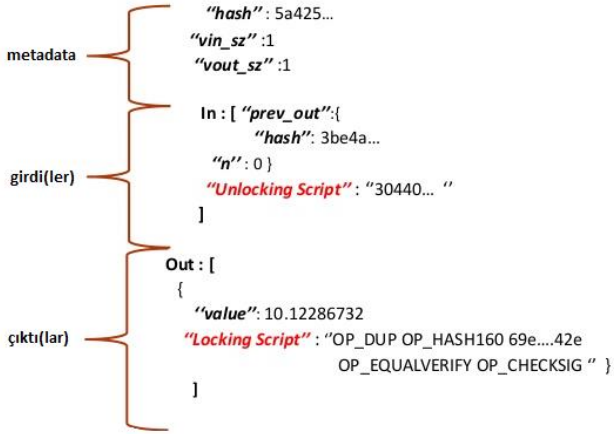 "hash" : 5a425...
metadata
"vin_sz" :1
"vout_sz" :1
In : [ "prev_out":{
"hash": 3be4a...
girdi(ler)
"n" : 0 }
"Unlocking Script" : "30440... "
]
Out : [
{
"value": 10.12286732
çıktı(lar)
"Locking Script" : "OP_DUP OP_HASH160 69e....42e
OP_EQUALVERIFY OP_CHECKSIG " }
]